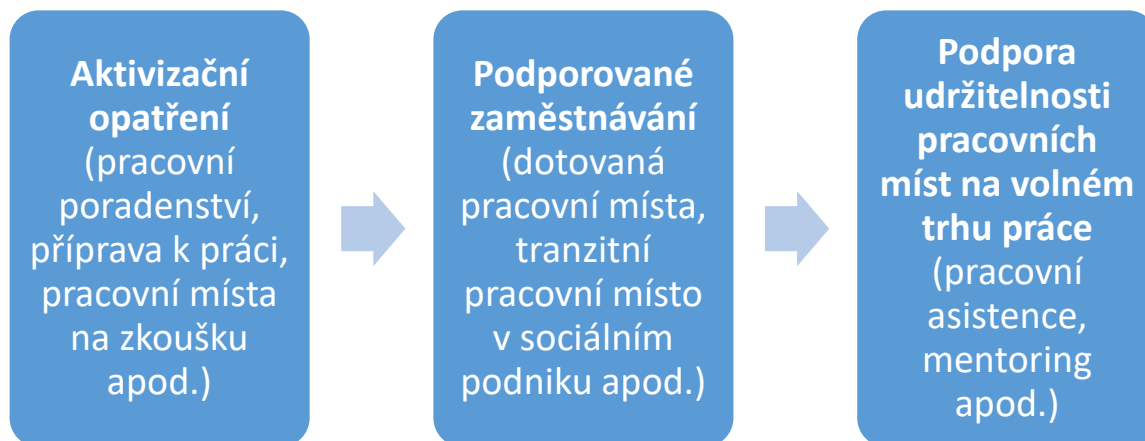 Aktivizační
opatření
(pracovní
poradenství,
příprava k práci,
pracovní místa
na zkoušku
apod.)
Podporované
zaměstnávání
(dotovaná
pracovní místa,
tranzitní
pracovní místo
v sociálním
podniku apod.)
Podpora
udržitelnosti
pracovních
míst na volném
trhu práce
(pracovní
asistence,
mentoring
apod.)